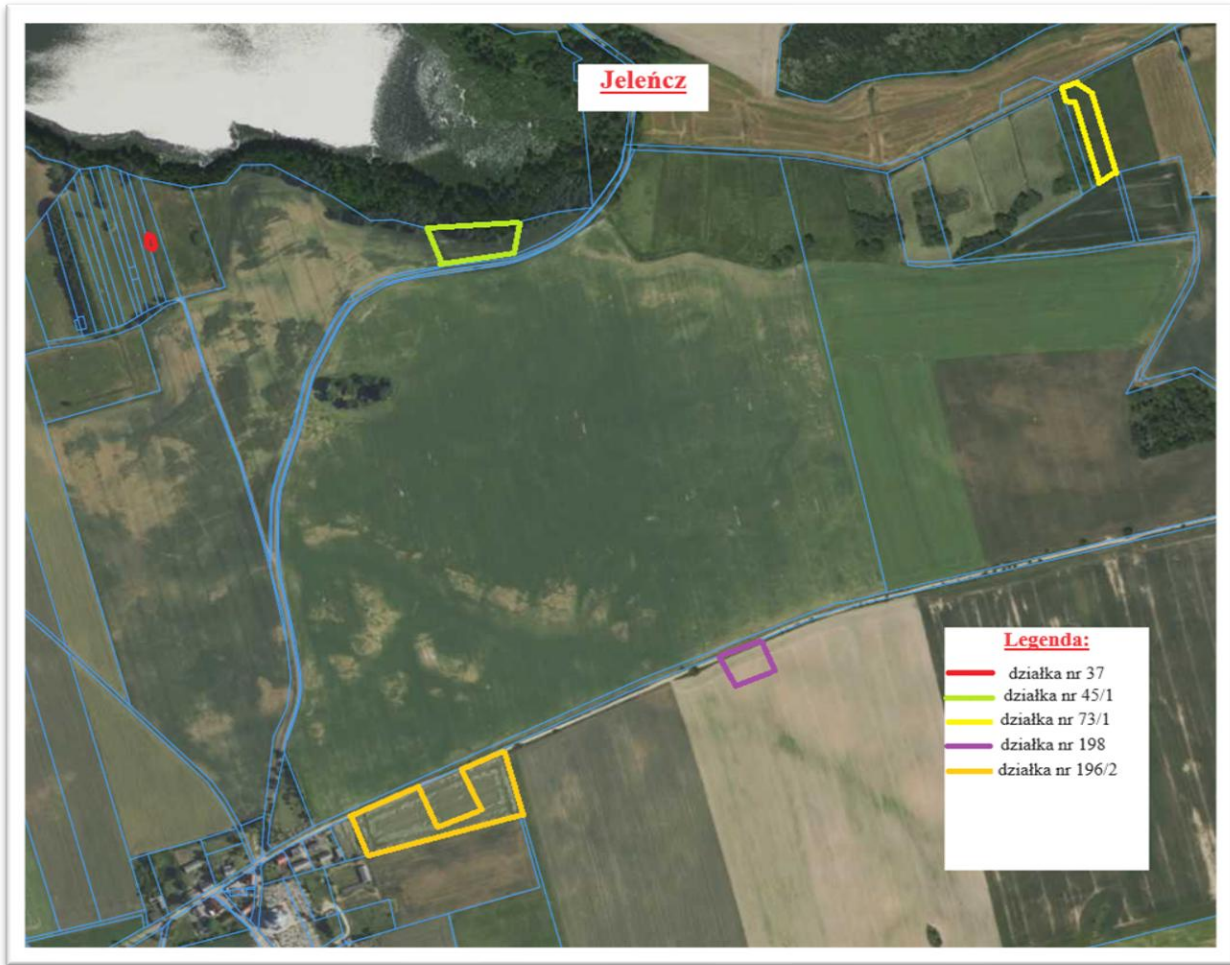 Jeleńcz
Legenda:
działka nr 37
działka nr 45/1
działka nr 73/1
działka nr 198
działka nr 196/2